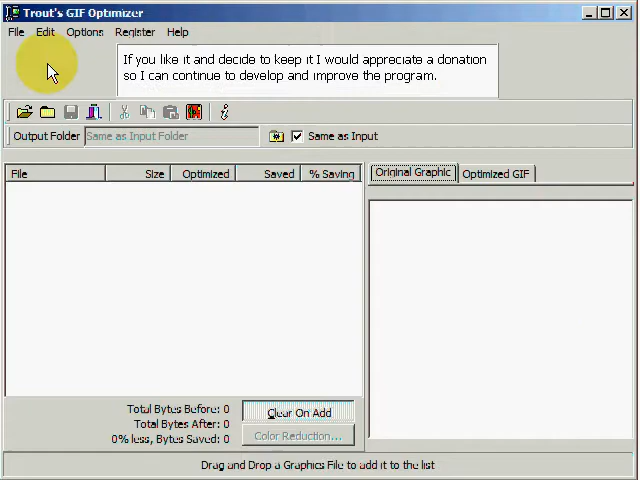 Trout's GIF Optimizer
File Edit Options Register Help
If you like it and decide to keep it I would appreciate a donation
so I can continue to develop and improve the program.
Output Folder Same as Input Folder Same as Input
File Size Optimized Saved % Saving
Original Graphic Optimized GIF
Total Bytes Before: 0
Clear On Add
Total Bytes After: 0
0% less, Bytes Saved: 0
Color Reduction...
Drag and Drop a Graphics File to add it to the list